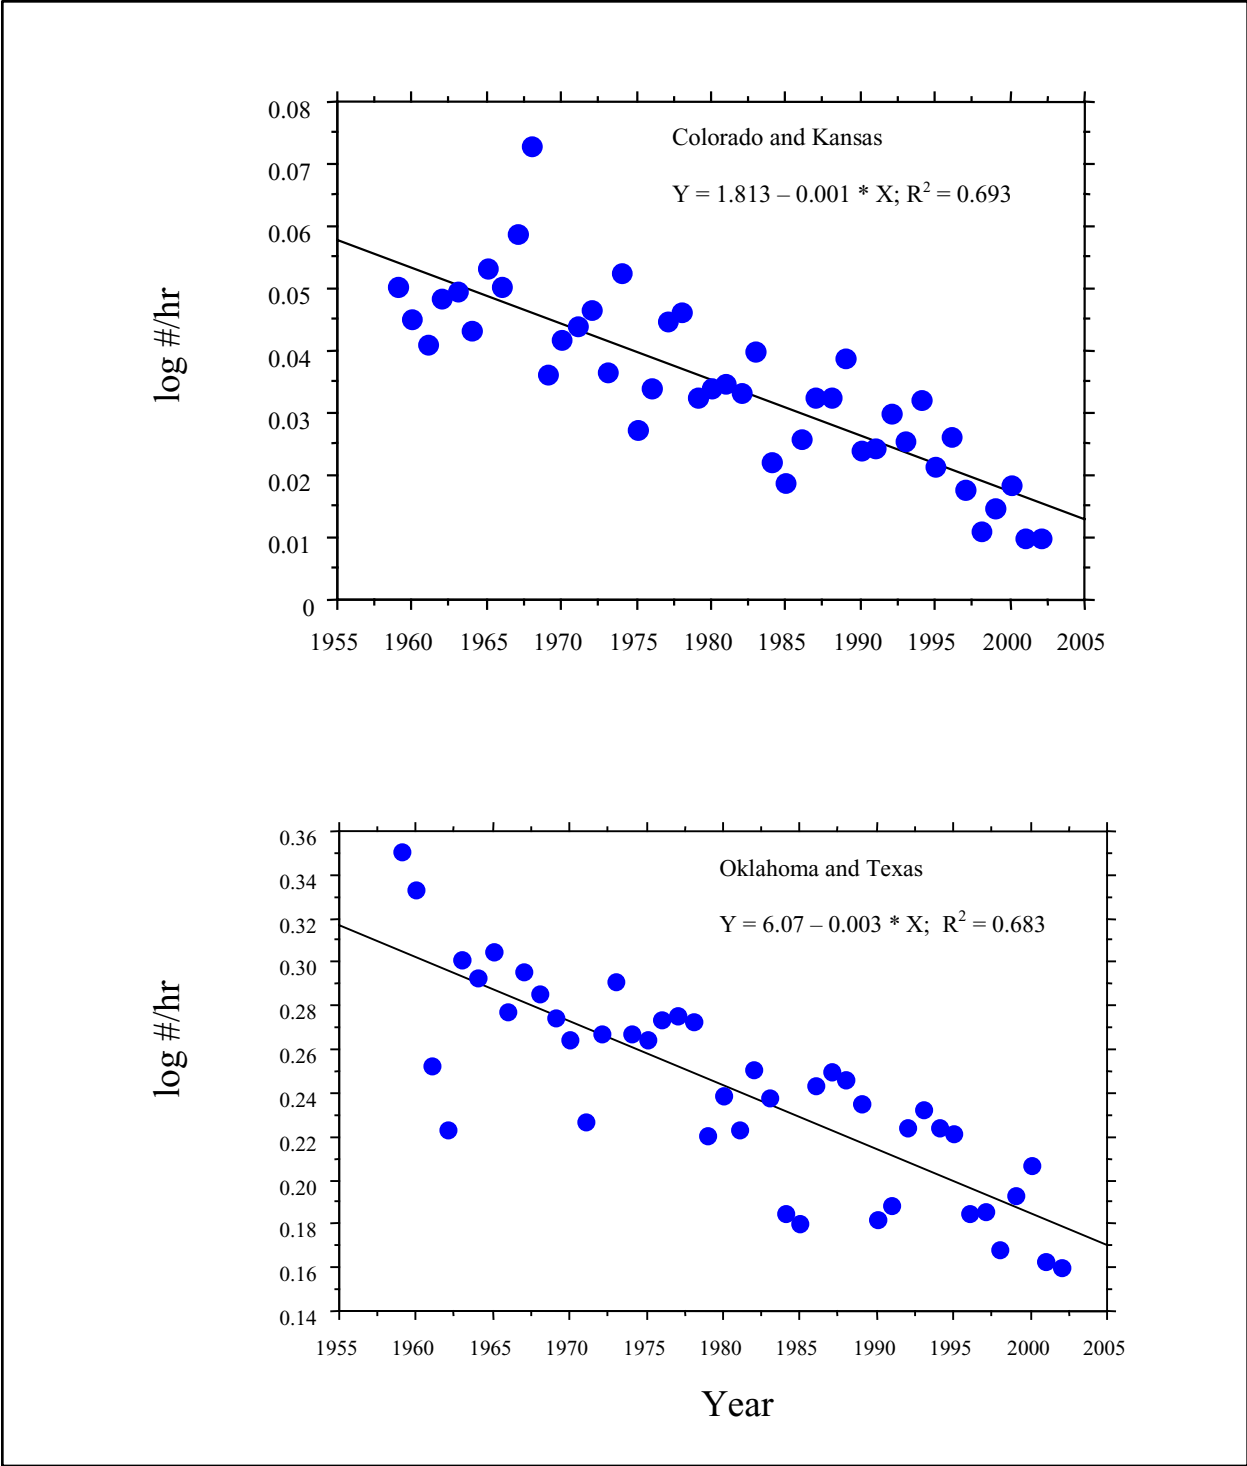 0.08
Colorado and Kansas
0.07
Y = 1.813 – 0.001 * X; R² = 0.693
0.06
0.05
log #/hr
0.04
0.03
0.02
0.01
0
1955 1960 1965 1970 1975 1980 1985 1990 1995 2000 2005
0.36
Oklahoma and Texas
0.34
Y = 6.07 – 0.003 * X; R² = 0.683
0.32
0.30
0.28
log #/hr
0.26
0.24
0.22
0.20
0.18
0.16
0.14
1955 1960 1965 1970 1975 1980 1985 1990 1995 2000 2005
Year